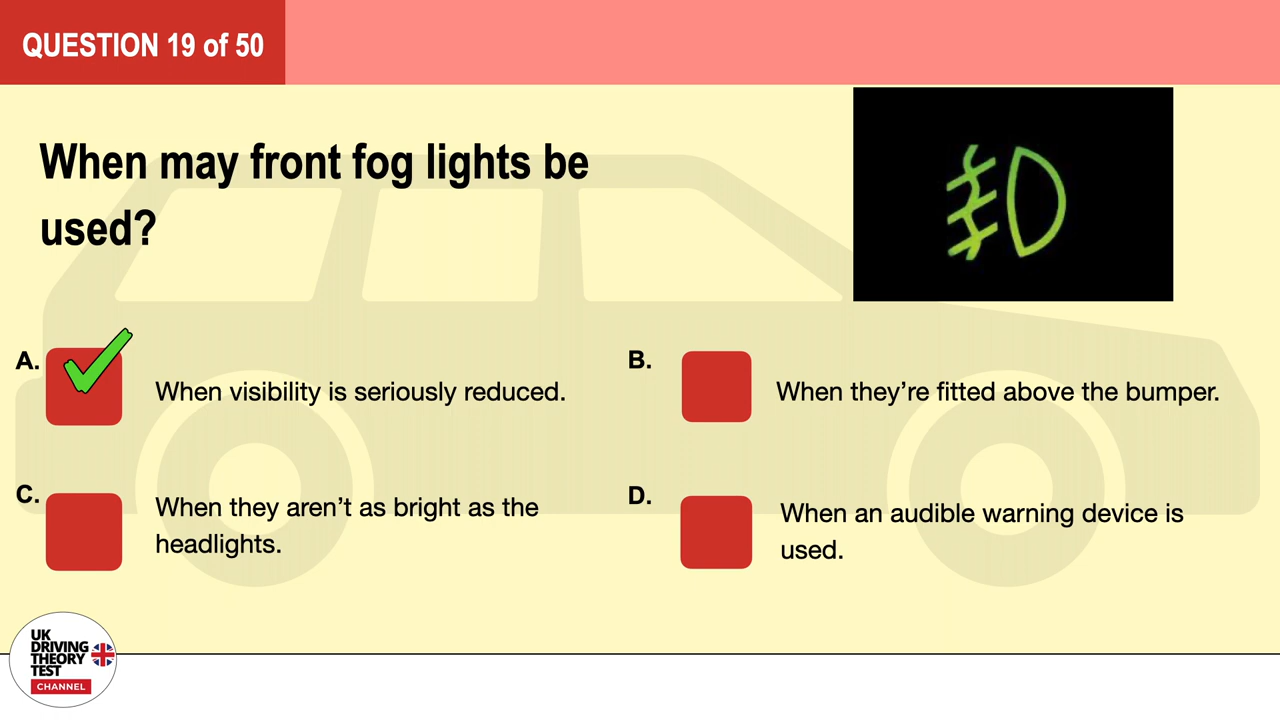 QUESTION 19 of 50
When may front fog lights be
used?
A.
When visibility is seriously reduced.
B.
When they’re fitted above the bumper.
C.
When they aren’t as bright as the
headlights.
D.
When an audible warning device is
used.
UK
DRIVING
THEORY
TEST
CHANNEL